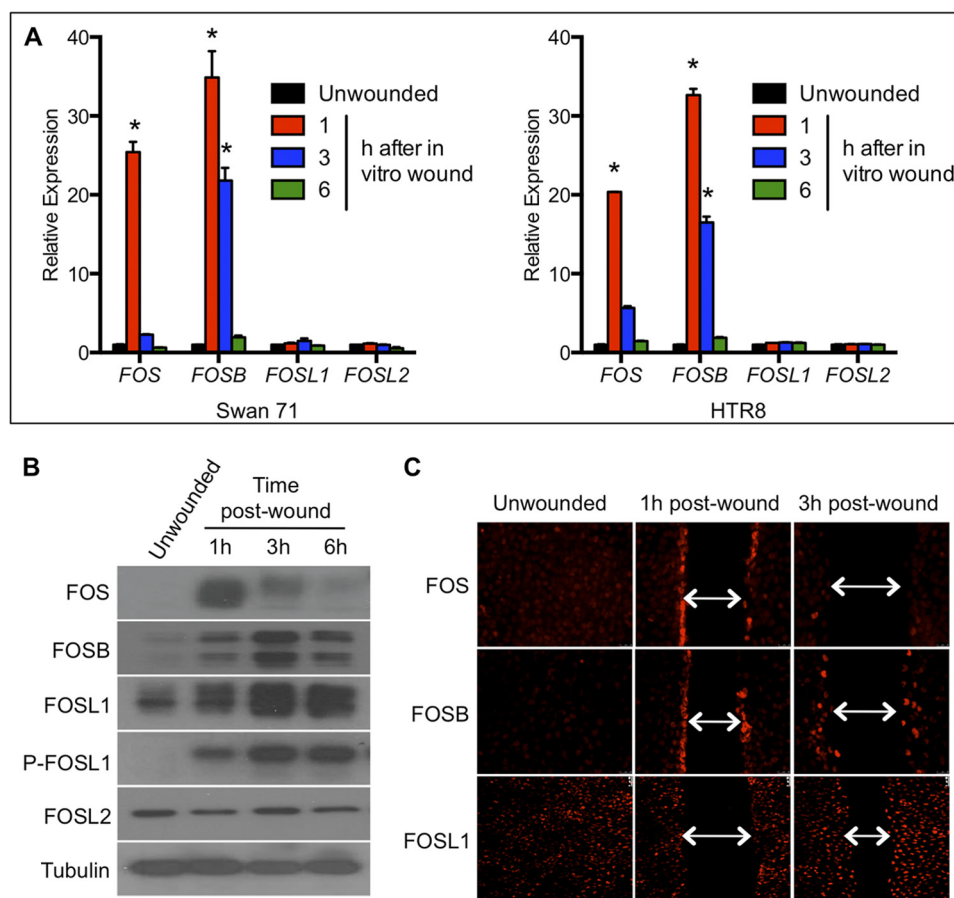 A
Relative Expression
40
30
20
10
0
* * *
Unwounded
1
3
6
h after in
vitro wound
FOS FOSB FOSL1 FOSL2
Swan 71
Relative Expression
40
30
20
10
0
* * *
Unwounded
1
3
6
h after in
vitro wound
FOS FOSB FOSL1 FOSL2
HTR8
B
Unwounded
Time
post-wound
1h 3h 6h
FOS
FOSB
FOSL1
P-FOSL1
FOSL2
Tubulin
C
Unwounded 1h post-wound 3h post-wound
FOS
FOSB
FOSL1